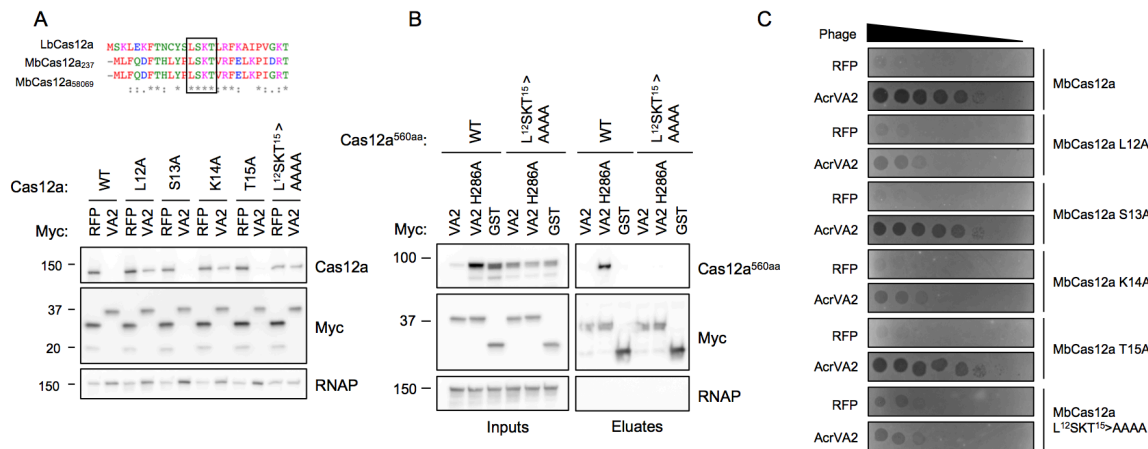 A
LbCas12a MSKLEKFTNCYSLSKTLRFKAIPVGKT
MbCas12a237 -MLFQDFTHLYPLSKTVRFELKPIDRT
MbCas12a58069 -MLFQDFTHLYPLSKTVRFELKPIGKT
:.:**: * ****:**: *: :*
Cas12a: WT L12A S13A K14A T15A L12SKT15> AAAA
Myc: RFP VA2 RFP VA2 RFP VA2 RFP VA2 RFP VA2 RFP VA2
150 Cas12a
37 Myc
20
150 RNAP
B
Cas12a560aa: WT L12SKT15> AAAA WT L12SKT15> AAAA
Myc: VA2 VA2 H286A GST VA2 VA2 H286A GST VA2 VA2 H286A GST VA2 VA2 H286A GST
100 Cas12a560aa
37 Myc
150 RNAP
Inputs Eluates
C
Phage
RFP
AcrVA2
MbCas12a
RFP
AcrVA2
MbCas12a L12A
RFP
AcrVA2
MbCas12a S13A
RFP
AcrVA2
MbCas12a K14A
RFP
AcrVA2
MbCas12a T15A
RFP
AcrVA2
MbCas12a
L12SKT15>AAAA